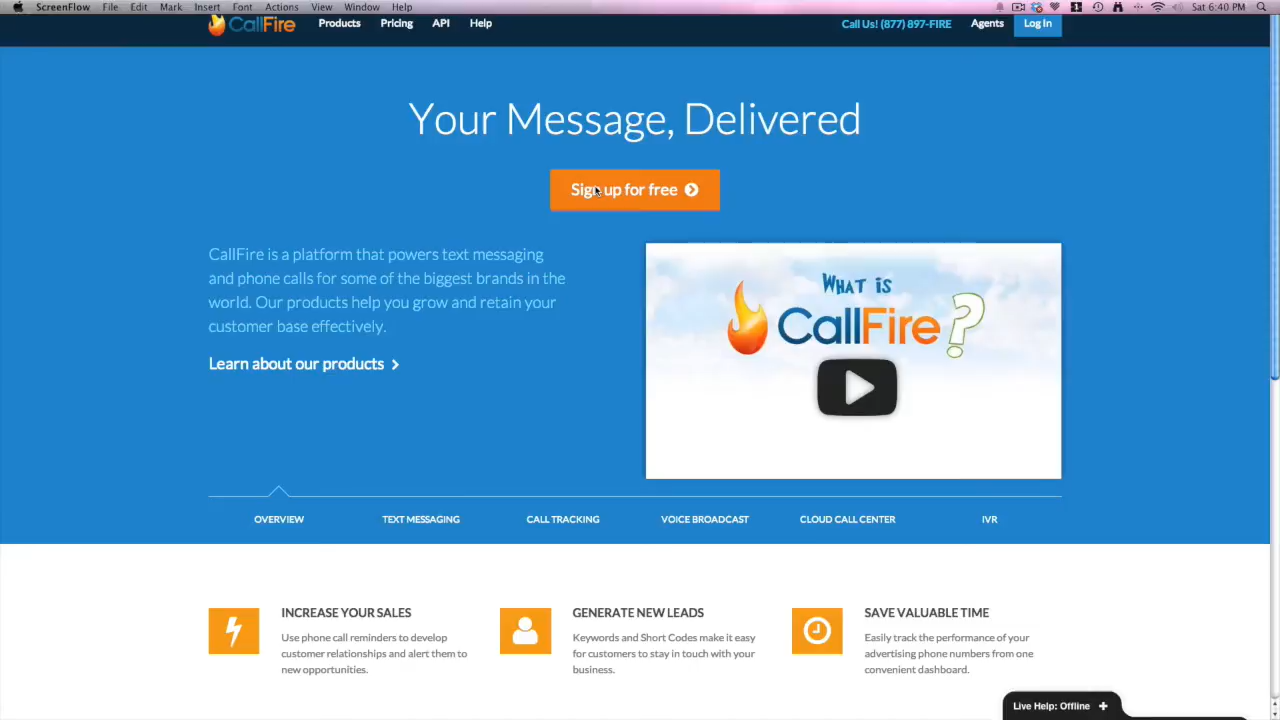 ScreenFlow File Edit Mark Insert Font Actions View Window Help
Sat 6:40 PM
CallFire Products Pricing API Help Call Us! (877) 897-FIRE Agents Log In
Your Message, Delivered
Sign up for free
CallFire is a platform that powers text messaging
and phone calls for some of the biggest brands in the
world. Our products help you grow and retain your
customer base effectively.
Learn about our products
What is
CallFire?
OVERVIEW TEXT MESSAGING CALL TRACKING VOICE BROADCAST CLOUD CALL CENTER IVR
INCREASE YOUR SALES
Use phone call reminders to develop
customer relationships and alert them to
new opportunities.
GENERATE NEW LEADS
Keywords and Short Codes make it easy
for customers to stay in touch with your
business.
SAVE VALUABLE TIME
Easily track the performance of your
advertising phone numbers from one
convenient dashboard.
Live Help: Offline +